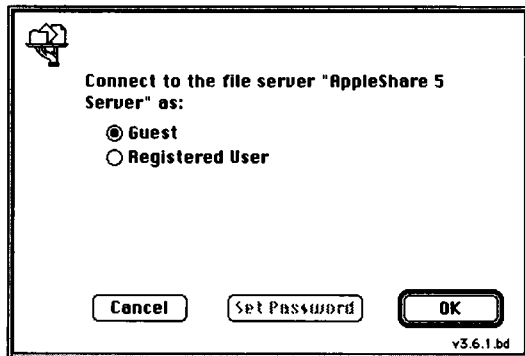 Connect to the file server "AppleShare 5
Server" as:
Guest
Registered User
Cancel
Set Password
OK
v3.6.1.bd